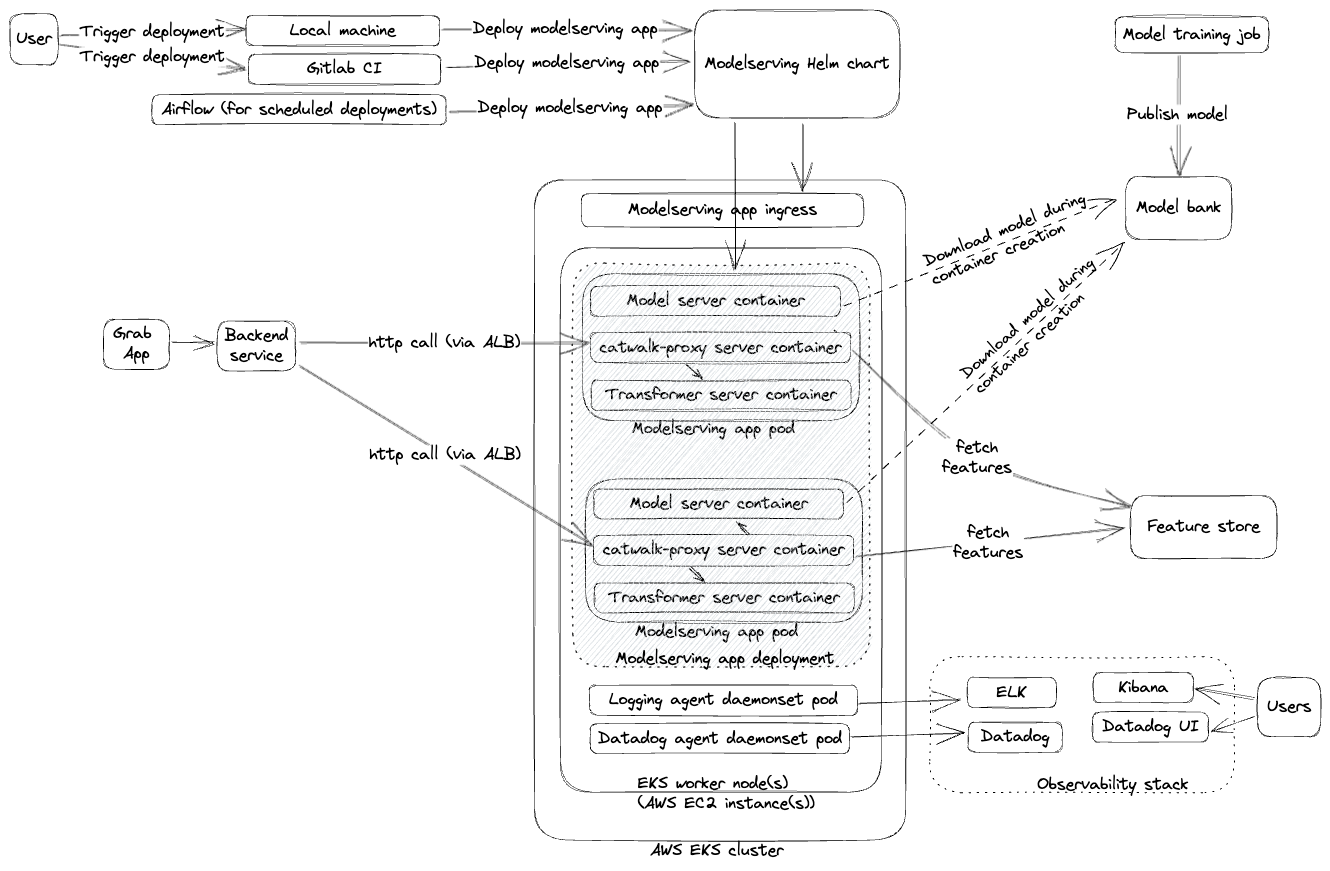 User
Trigger deployment
Trigger deployment
Local machine
Gitlab CI
Airflow (for scheduled deployments)
Deploy modelserving app
Deploy modelserving app
Deploy modelserving app
Modelserving Helm chart
Model training job
Publish model
Model bank
Modelserving app ingress
Download model during
container creation
Download model during
container creation
Grab
App
Backend
service
http call (via ALB)
http call (via ALB)
Model server container
catwalk-proxy server container
Transformer server container
Modelserving app pod
Model server container
catwalk-proxy server container
Transformer server container
Modelserving app pod
Modelserving app deployment
fetch
features
fetch
features
Feature store
Logging agent daemonset pod
Datadog agent daemonset pod
EKS worker node(s)
(AWS EC2 instance(s))
AWS EKS cluster
ELK
Datadog
Kibana
Datadog UI
Users
Observability stack